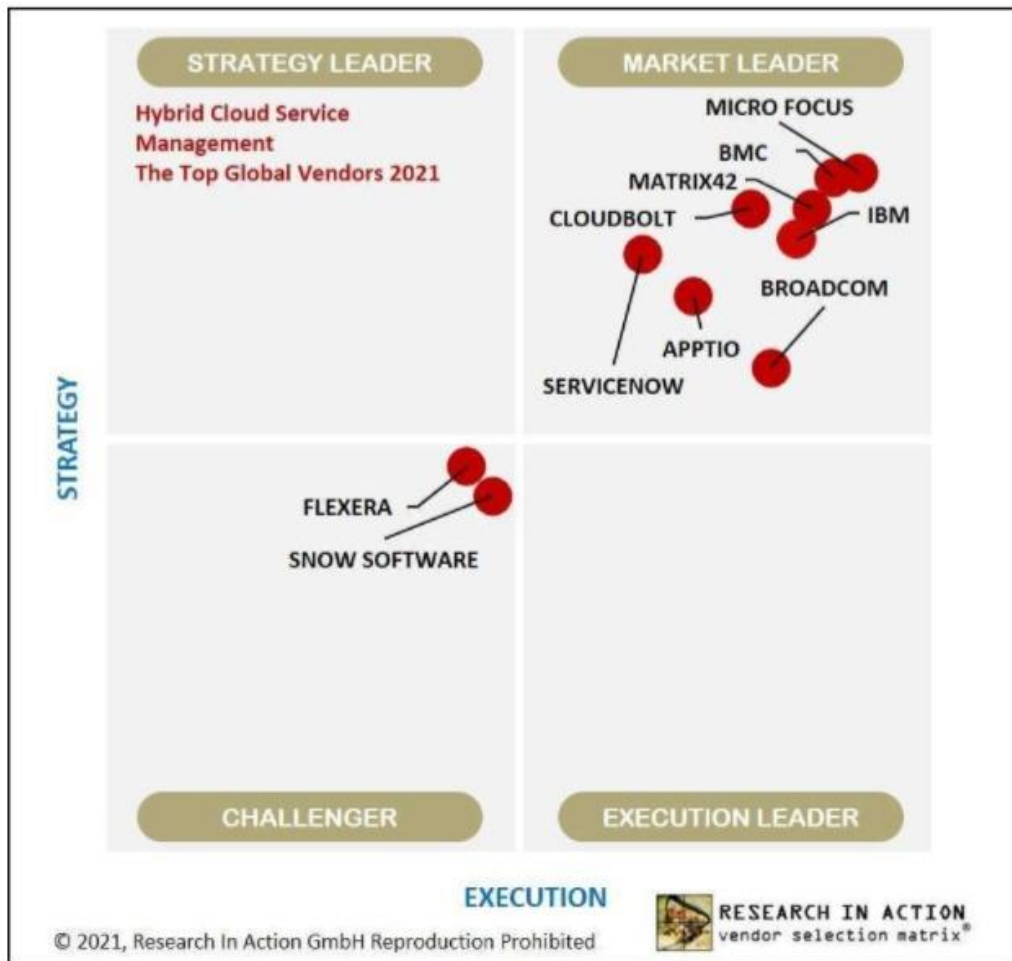 STRATEGY LEADER
MARKET LEADER
Hybrid Cloud Service
Management
The Top Global Vendors 2021
MICRO FOCUS
BMC
MATRIX42
CLOUDBOLT
IBM
BROADCOM
APPTIO
SERVICENOW
STRATEGY
FLEXERA
SNOW SOFTWARE
CHALLENGER
EXECUTION LEADER
EXECUTION
RESEARCH IN ACTION
vendor selection matrix®
© 2021, Research In Action GmbH Reproduction Prohibited